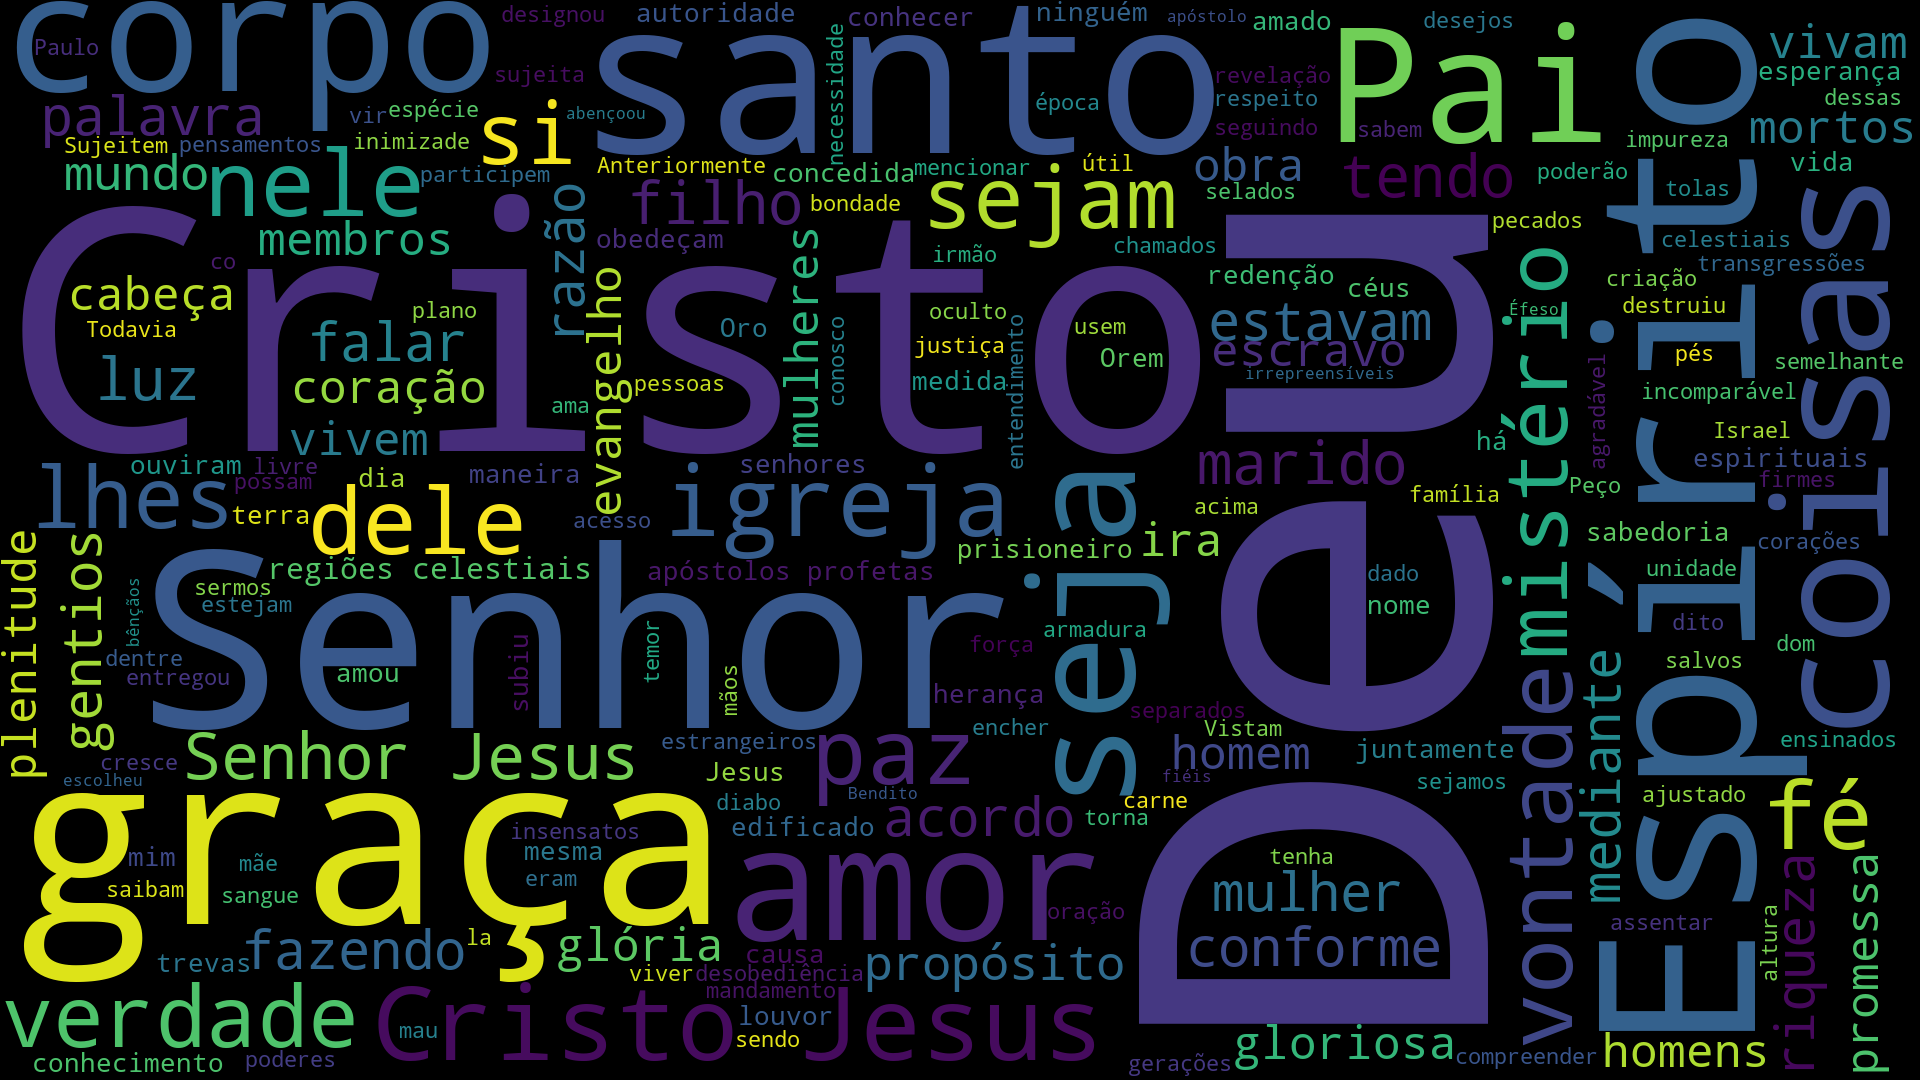 corpo
santo
Pai
Espírito
Cristo
Deu
Senhor
graça
amor
coisas
seja
Cristo Jesus
Senhor Jesus
igreja
dele
nele
lhes
verdade
sejam
si
fé
mistério
vontade
paz
Paulo
designou
autoridade
conhecer
ninguém
apóstolo
amado
desejos
vivam
sujeita
necessidade
revelação
esperança
palavra
vir
espécie
abençoou
época
respeito
dessas
seguindo
sabem
impureza
mortos
Sujeitem
pensamentos
inimizade
Anteriormente
concedida
mencionar
útil
obra
tendo
poderão
vida
mundo
participem
razão
filho
bondade
selados
tolas
pecados
membros
obedeçam
mulheres
irmão
chamados
celestiais
co
redenção
céus
transgressões
criação
cabeça
plano
evangelho
Oro
conosco
oculto
entendimento
usem
estavam
Éfeso
destruiu
Todavia
falar
justiça
Orem
escravo
pés
semelhante
luz
coração
ama
pessoas
medida
irrepreensíveis
agradável
incomparável
vivem
Israel
ouviram
livre
dia
maneira
senhores
marido
há
espirituais
possam
acima
família
Peço
firmes
terra
acesso
prisioneiro
ira
sabedoria
corações
plenitude
gentios
bênçãos
sermos
regiões celestiais
apóstolos profetas
dado
unidade
estejam
nome
dentre
entregou
amou
subiu
temor
mãos
força
armadura
dito
salvos
dom
herança
separados
mediante
encher
Vistam
cresce
estrangeiros
homem
juntamente
ensinados
escolheu
Jesus
fiéis
sejamos
diabo
Bendito
carne
ajustado
insensatos
edificado
acordo
torna
mim
mãe
mesma
tenha
saibam
sangue
eram
mulher
oração
riqueza
promessa
trevas
fazendo
la
glória
causa
conforme
assentar
altura
viver
desobediência
propósito
mandamento
mau
louvor
sendo
gloriosa
conhecimento
poderes
gerações
compreender
homens